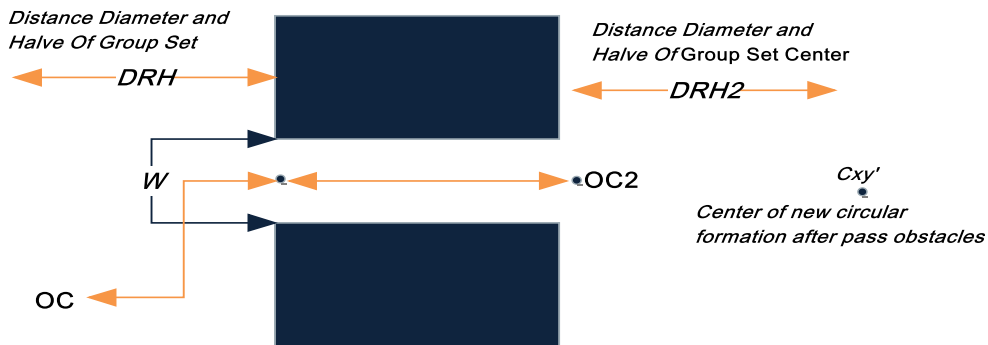 Distance Diameter and
Halve Of Group Set
DRH
Distance Diameter and
Halve Of Group Set Center
DRH2
W
OC2
OC
Cxy'
Center of new circular
formation after pass obstacles